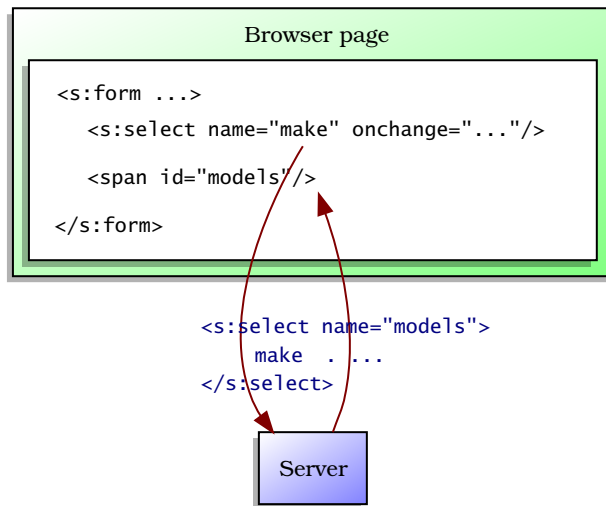 Browser page
<s:form ...>
<s:select name="make" onchange="..."/>
<span id="models"/>
</s:form>
<s:select name="models">
make . ...
</s:select>
Server